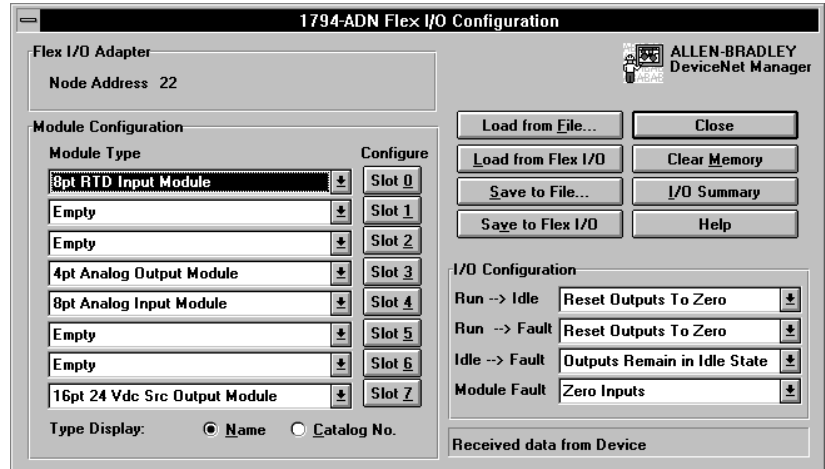 1794-ADN Flex I/O Configuration
Flex I/O Adapter
Node Address 22
ALLEN-BRADLEY
DeviceNet Manager
Module Configuration
Module Type Configure
8pt RTD Input Module Slot 0
Empty Slot 1
Empty Slot 2
4pt Analog Output Module Slot 3
8pt Analog Input Module Slot 4
Empty Slot 5
Empty Slot 6
16pt 24 Vdc Src Output Module Slot 7
Type Display: Name Catalog No.
Load from File... Close
Load from Flex I/O Clear Memory
Save to File... I/O Summary
Save to Flex I/O Help
I/O Configuration
Run --> Idle Reset Outputs To Zero
Run --> Fault Reset Outputs To Zero
Idle --> Fault Outputs Remain in Idle State
Module Fault Zero Inputs
Received data from Device